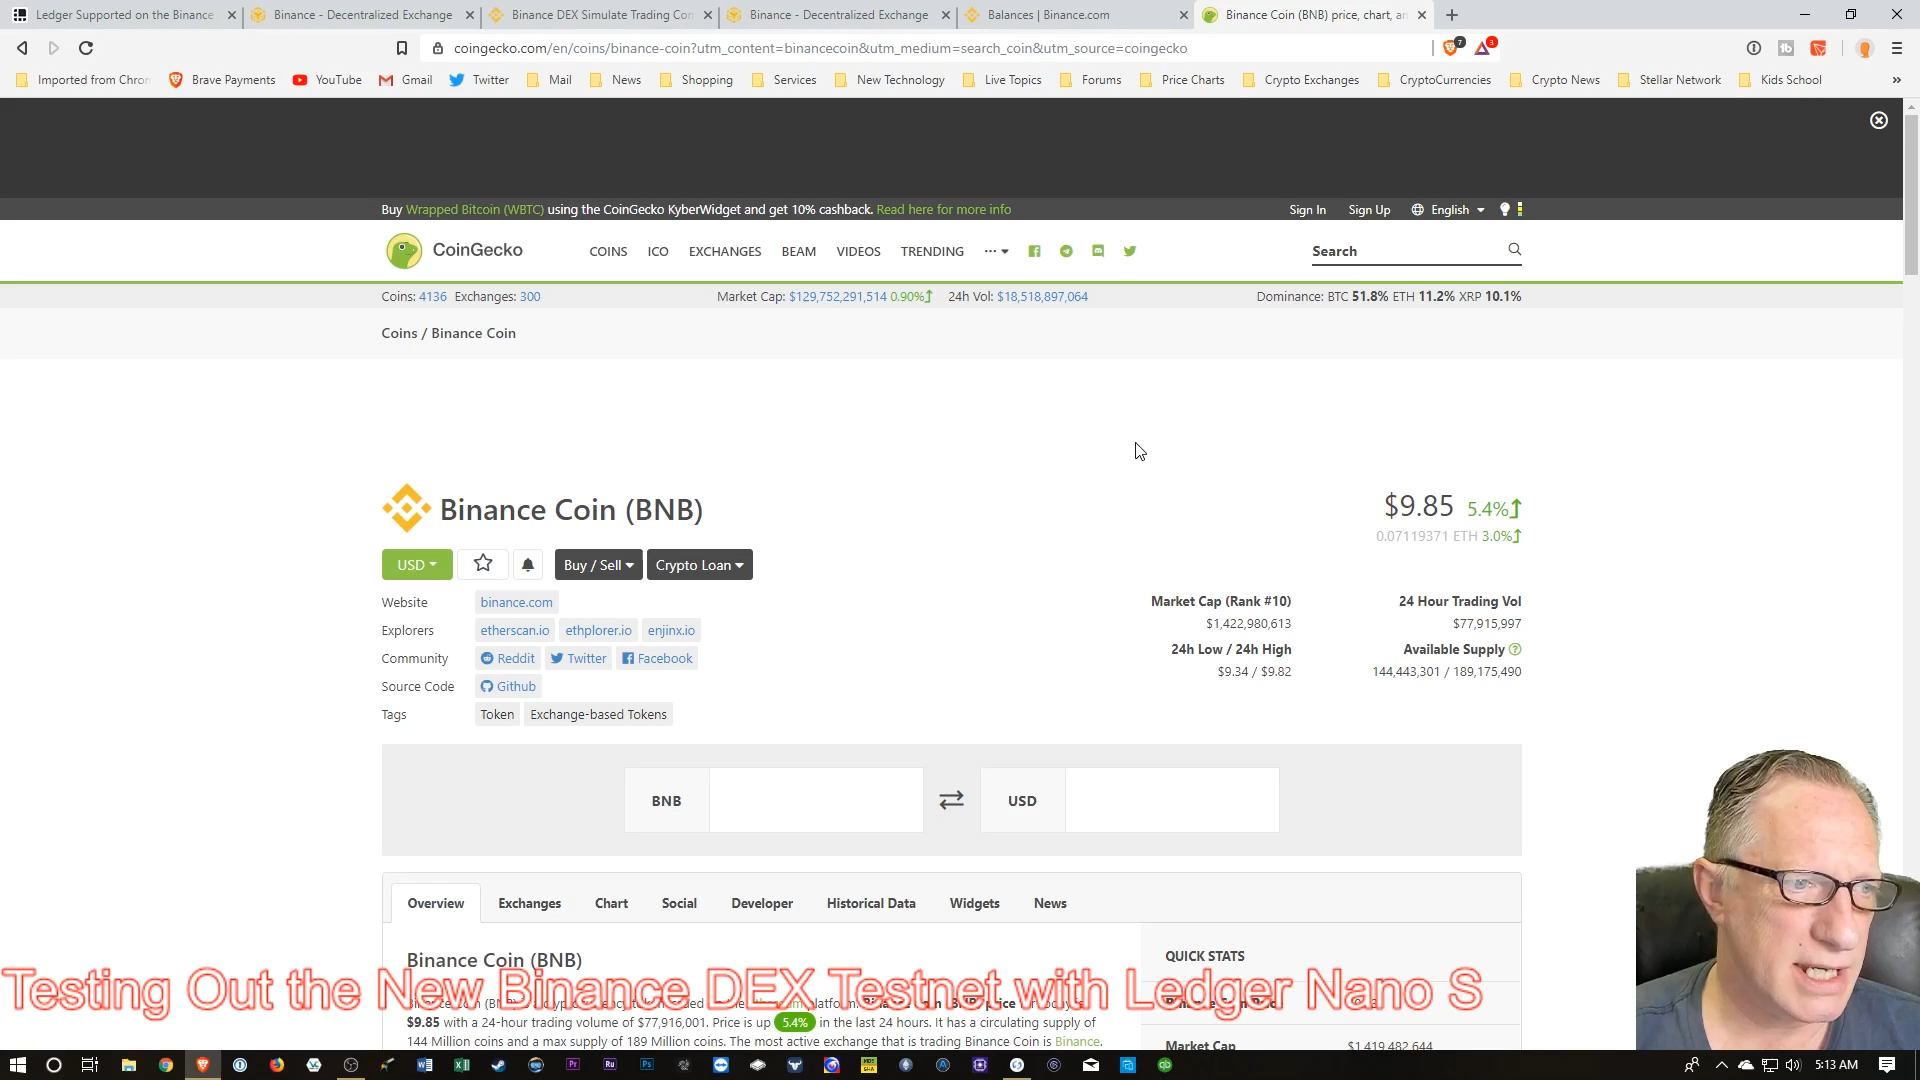 Ledger Supported on the Binance
Binance - Decentralized Exchange
Binance DEX Simulate Trading Con
Binance - Decentralized Exchange
Balances | Binance.com
Binance Coin (BNB) price, chart, an
coingecko.com/en/coins/binance-coin?utm_content=binancecoin&utm_medium=search_coin&utm_source=coingecko
7
3
Imported from Chron
Brave Payments
YouTube
Gmail
Twitter
Mail
News
Shopping
Services
New Technology
Live Topics
Forums
Price Charts
Crypto Exchanges
CryptoCurrencies
Crypto News
Stellar Network
Kids School
Buy Wrapped Bitcoin (WBTC) using the CoinGecko KyberWidget and get 10% cashback. Read here for more info
Sign In
Sign Up
English
CoinGecko
COINS
ICO
EXCHANGES
BEAM
VIDEOS
TRENDING
Search
Coins: 4136 Exchanges: 300
Market Cap: $129,752,291,514 0.90%
24h Vol: $18,518,897,064
Dominance: BTC 51.8% ETH 11.2% XRP 10.1%
Coins / Binance Coin
Binance Coin (BNB)
$9.85 5.4%
0.07119371 ETH 3.0%
USD
Buy / Sell
Crypto Loan
Website binance.com
Explorers etherscan.io ethplorer.io enjinx.io
Community Reddit Twitter Facebook
Source Code Github
Tags Token Exchange-based Tokens
Market Cap (Rank #10)
$1,422,980,613
24 Hour Trading Vol
$77,915,997
24h Low / 24h High
$9.34 / $9.82
Available Supply
144,443,301 / 189,175,490
BNB
USD
Overview
Exchanges
Chart
Social
Developer
Historical Data
Widgets
News
Binance Coin (BNB)
QUICK STATS
Testing Out the New Binance DEX Testnet with Ledger Nano S
$9.85 with a 24-hour trading volume of $77,916,001. Price is up 5.4% in the last 24 hours. It has a circulating supply of
144 Million coins and a max supply of 189 Million coins. The most active exchange that is trading Binance Coin is Binance.
Market Cap
$1,419,482,644
5:13 AM